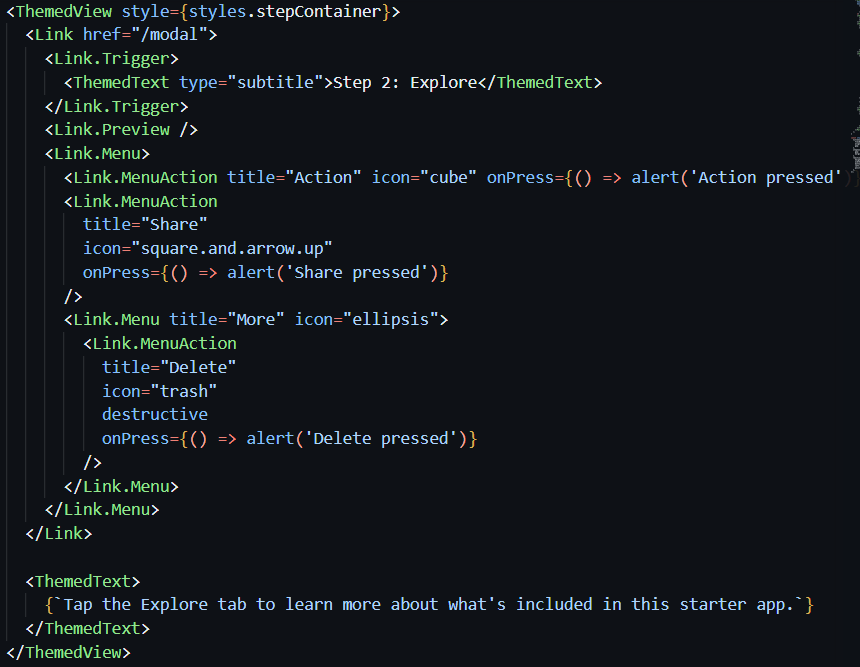 <ThemedView style={styles.stepContainer}>
<Link href="/modal">
<Link.Trigger>
<ThemedText type="subtitle">Step 2: Explore</ThemedText>
</Link.Trigger>
<Link.Preview />
<Link.Menu>
<Link.MenuAction title="Action" icon="cube" onPress={() => alert('Action pressed')
<Link.MenuAction
title="Share"
icon="square.and.arrow.up"
onPress={() => alert('Share pressed')}
/>
<Link.Menu title="More" icon="ellipsis">
<Link.MenuAction
title="Delete"
icon="trash"
destructive
onPress={() => alert('Delete pressed')}
/>
</Link.Menu>
</Link.Menu>
</Link>
<ThemedText>
{`Tap the Explore tab to learn more about what's included in this starter app.`}
</ThemedText>
</ThemedView>